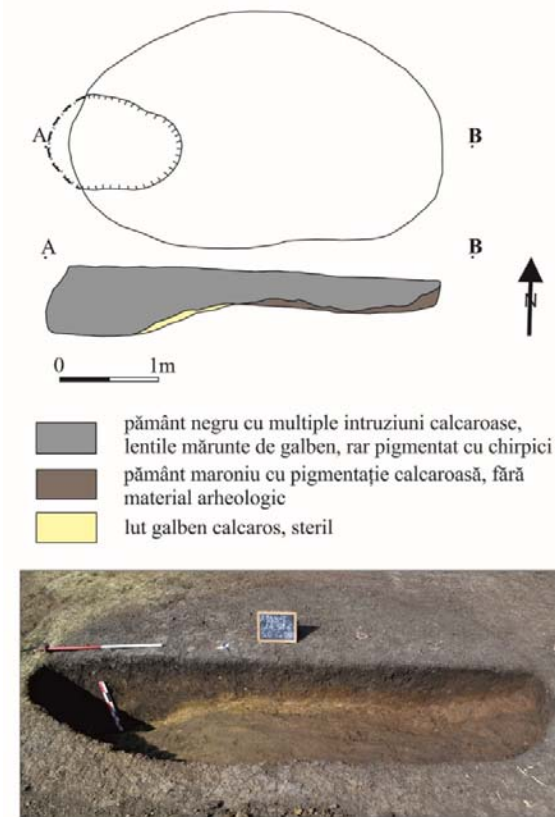 A
B
A
B
N
0 1m
pământ negru cu multiple intruziuni calcaroase,
lentile mărunte de galben, rar pigmentat cu chirpici
pământ maroniu cu pigmentație calcaroasă, fără
material arheologic
lut galben calcaros, steril